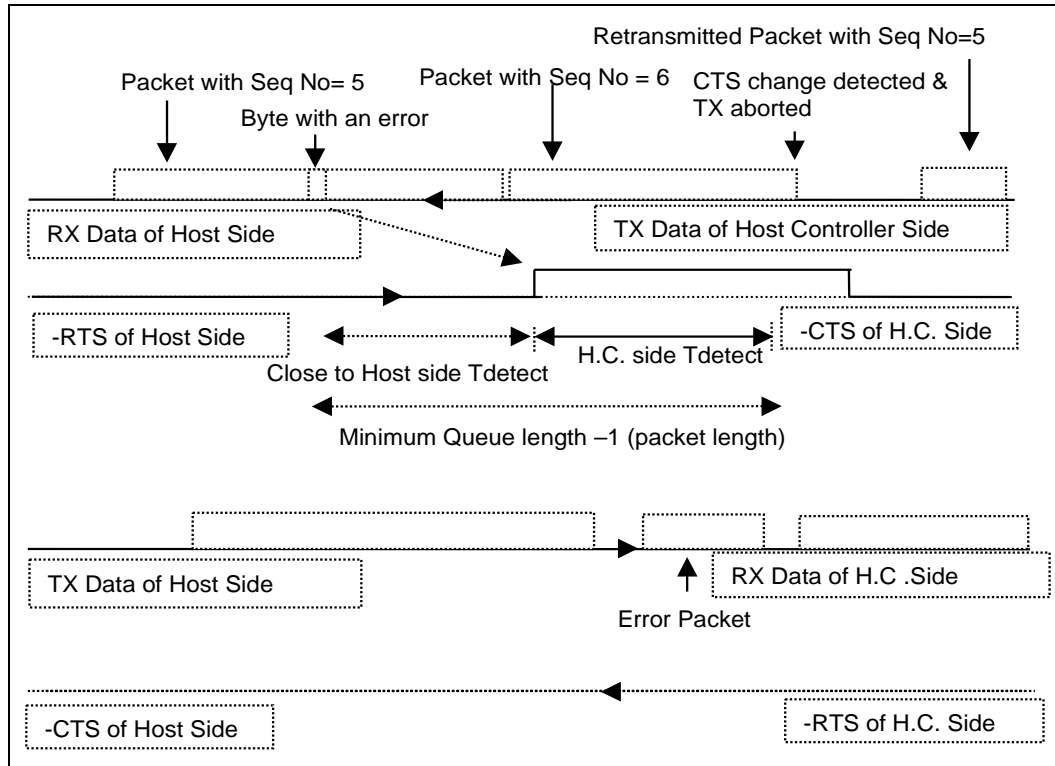 Retransmitted Packet with Seq No=5
Packet with Seq No= 5
Packet with Seq No = 6
CTS change detected &
TX aborted
Byte with an error
RX Data of Host Side
TX Data of Host Controller Side
-RTS of Host Side
-CTS of H.C. Side
H.C. side Tdetect
Close to Host side Tdetect
Minimum Queue length –1 (packet length)
TX Data of Host Side
RX Data of H.C .Side
Error Packet
-CTS of Host Side
-RTS of H.C. Side